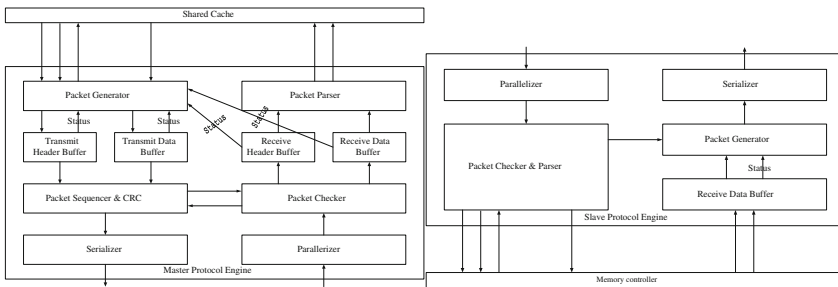 Shared Cache
Packet Generator
Packet Parser
Status
Status
Status
Status
Transmit
Header Buffer
Transmit Data
Buffer
Receive
Header Buffer
Receive Data
Buffer
Packet Sequencer & CRC
Packet Checker
Serializer
Parallerizer
Master Protocol Engine
Parallelizer
Serializer
Packet Checker & Parser
Packet Generator
Status
Receive Data Buffer
Slave Protocol Engine
Memory controller